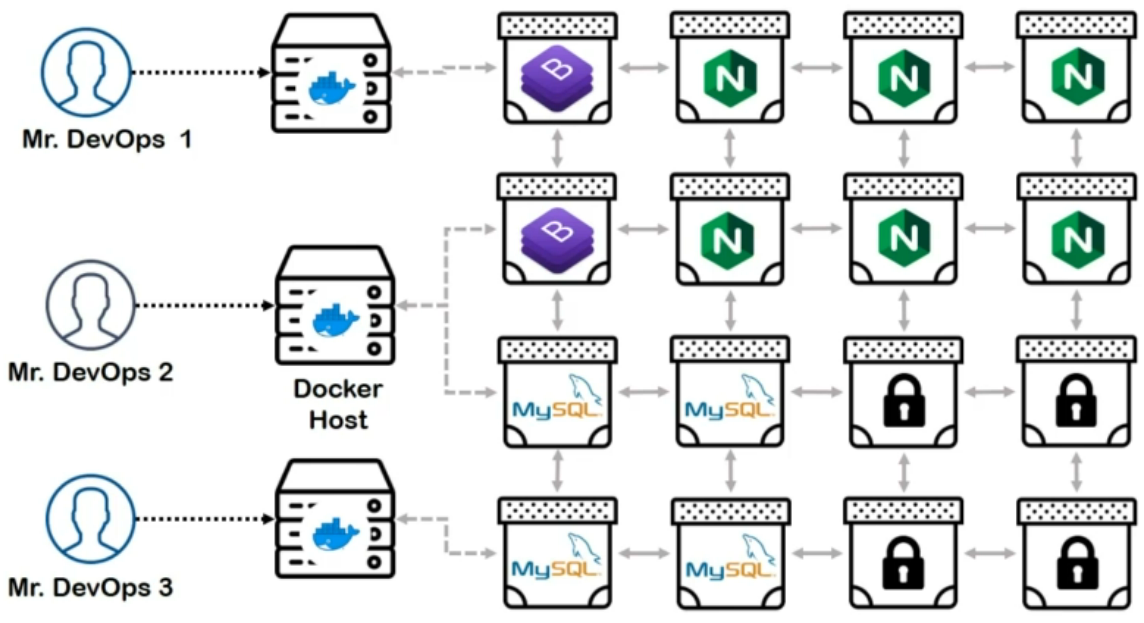 B
N
N
N
Mr. DevOps 1
B
N
N
N
Mr. DevOps 2
Docker
Host
MySQL
MySQL
MySQL
MySQL
Mr. DevOps 3